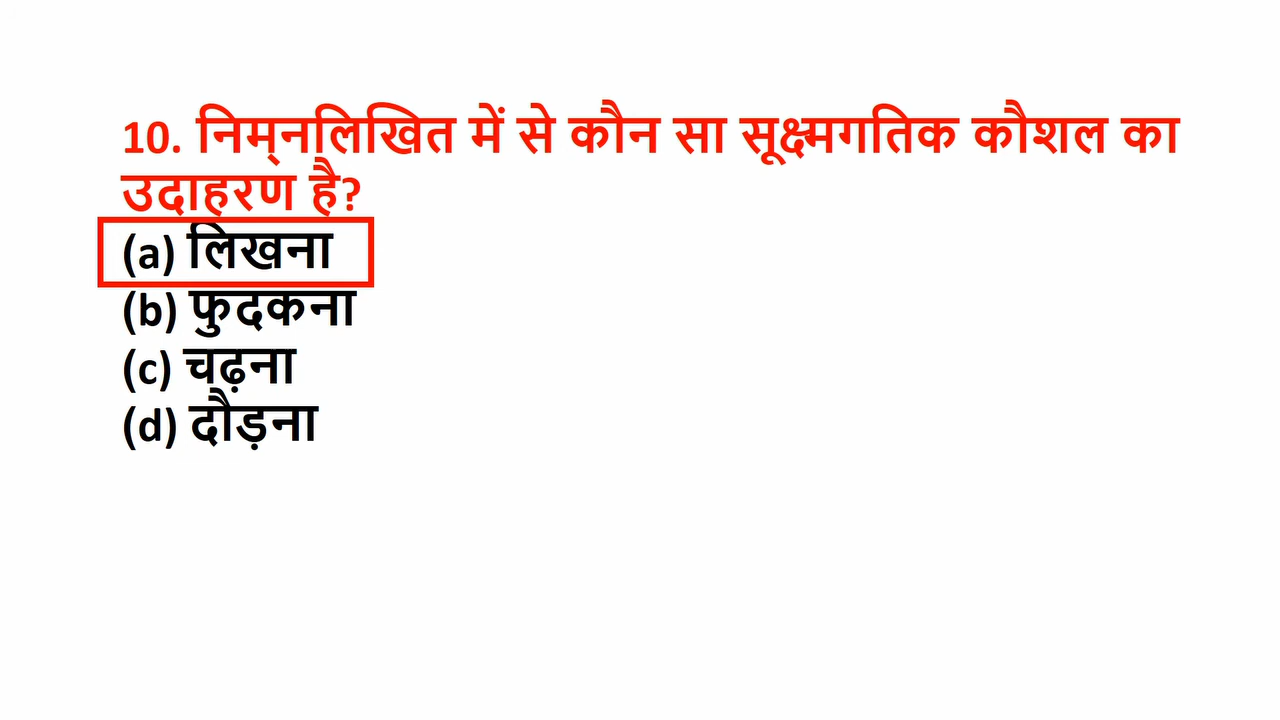 10. निम्नलिखित में से कौन सा सूक्ष्मगतिक कौशल का
उदाहरण है?
(a) लिखना
(b) फुदकना
(c) चढ़ना
(d) दौड़ना